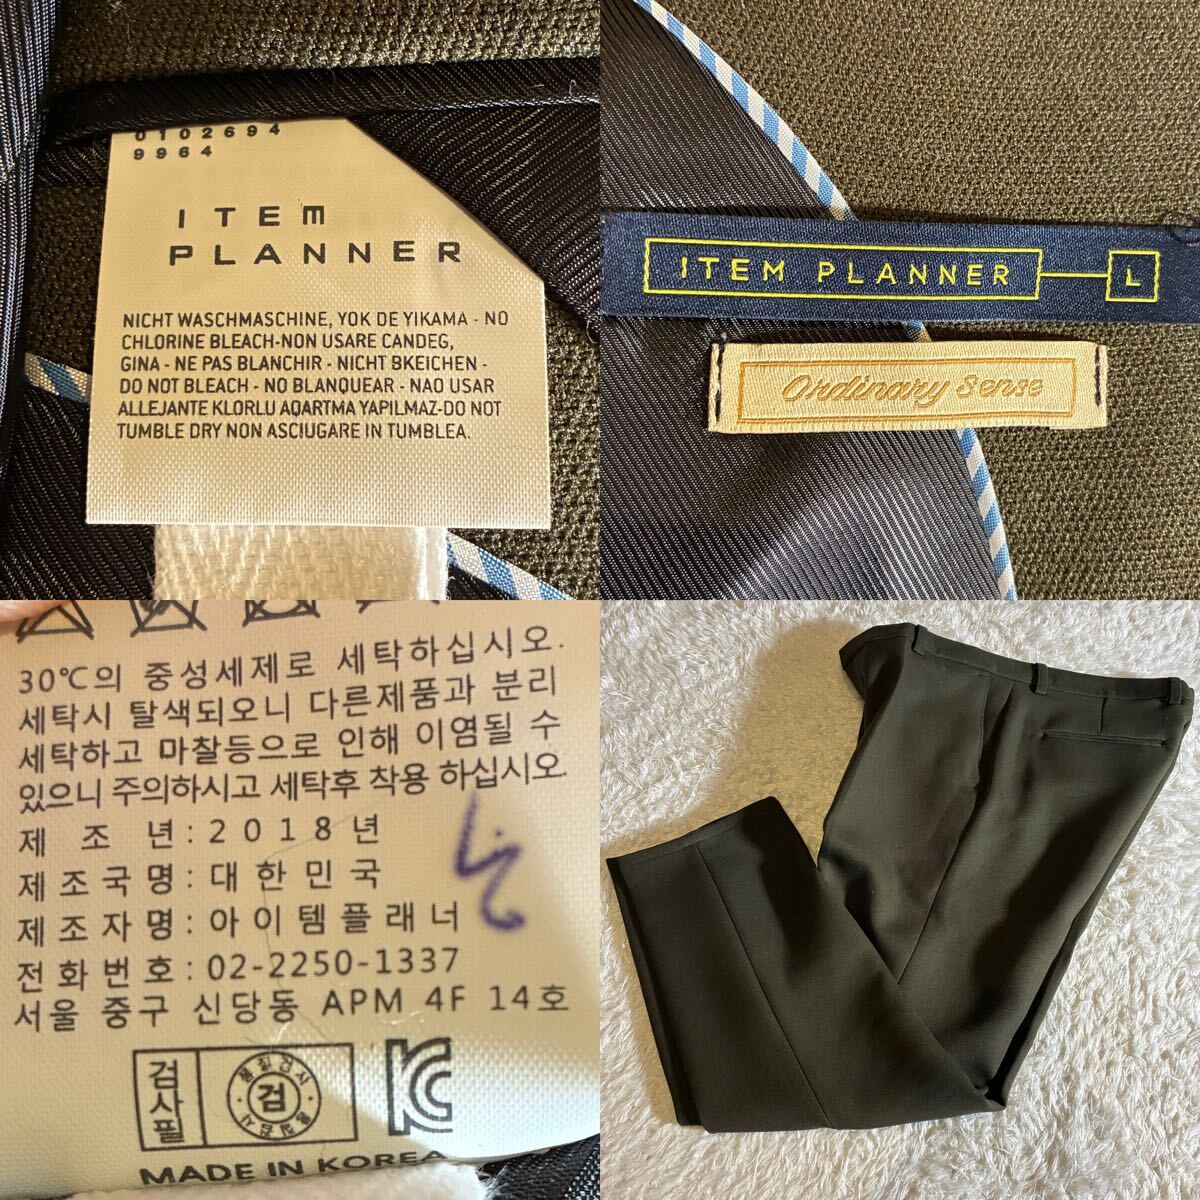 0102694
9964
ITEM
PLANNER
NICHT WASCHMASCHINE, YOK DE YIKAMA - NO
CHLORINE BLEACH-NON USARE CANDEG,
GINA - NE PAS BLANCHIR - NICHT BKEICHEN -
DO NOT BLEACH - NO BLANQUEAR - NAO USAR
ALLEJANTE KLORLU AQARTMA YAPILMAZ-DO NOT
TUMBLE DRY NON ASCIUGARE IN TUMBLEA.
ITEM PLANNER L
Ordinary Sense
30℃의 중성세제로 세탁하십시오.
세탁시 탈색되오니 다른제품과 분리
세탁하고 마찰등으로 인해 이염될 수
있으니 주의하시고 세탁후 착용 하십시오.
제 조 년 : 2018년
제조국명 : 대한민국
제조자명 : 아이템플래너
전화번호 : 02-2250-1337
서울 중구 신당동 APM 4F 14호
검사필
검
KC
MADE IN KOREA